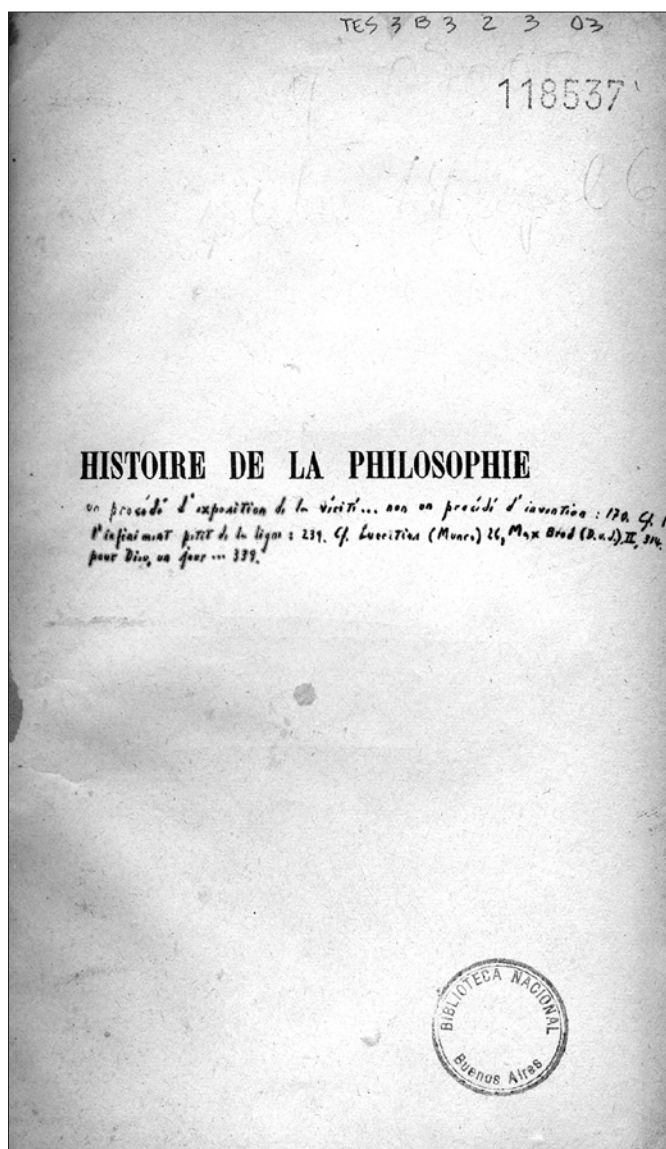 TES 3 B 3 2 3 03
118537
HISTOIRE DE LA PHILOSOPHIE
un procédé d'exposition de la vérité... non un procédé d'invention : 170. Cf.
l'infiniment petit de la ligne : 239. Cf. Lucretius (Munro) 26, Max Brod (D.u.J.), II, 314.
pour Dieu, un jour... 339.
BIBLIOTECA NACIONAL
Buenos Aires